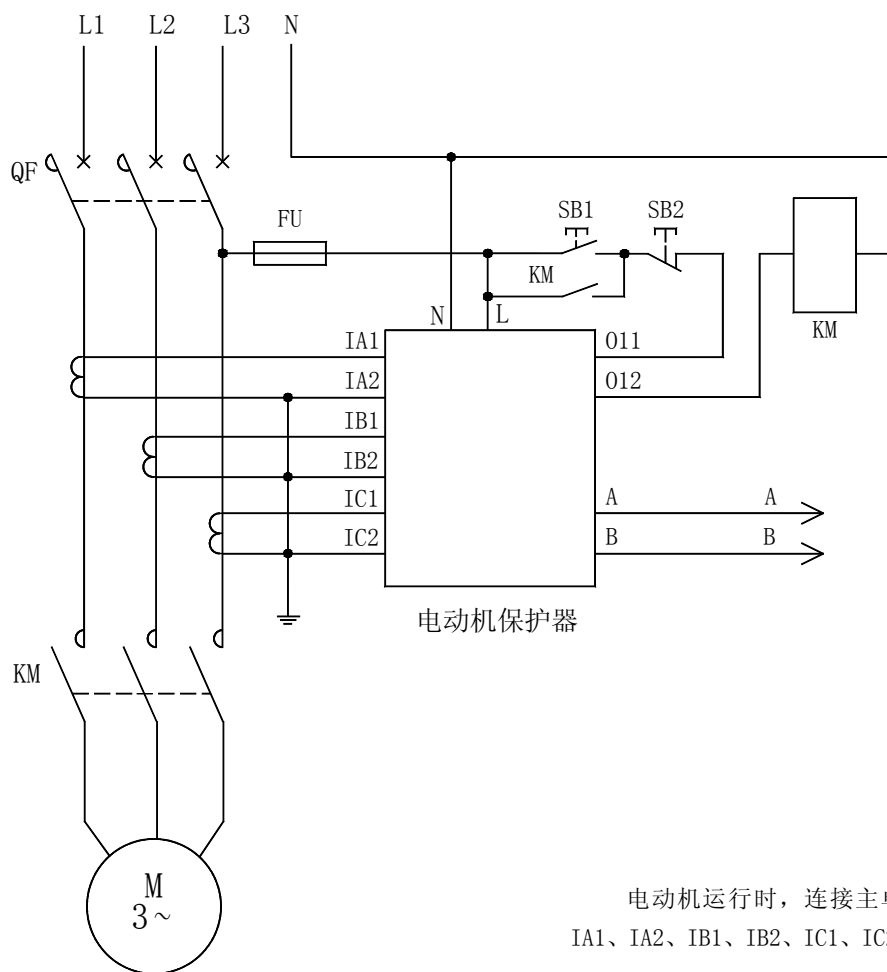 L1 L2 L3 N
QF
FU SB1 SB2
KM
KM
N L
IA1 O11
IA2 O12
IB1
IB2
IC1 A A
IC2 B B
电动机保护器
KM
M
3~
电动机运行时，连接主
IA1、IA2、IB1、IB2、IC1、